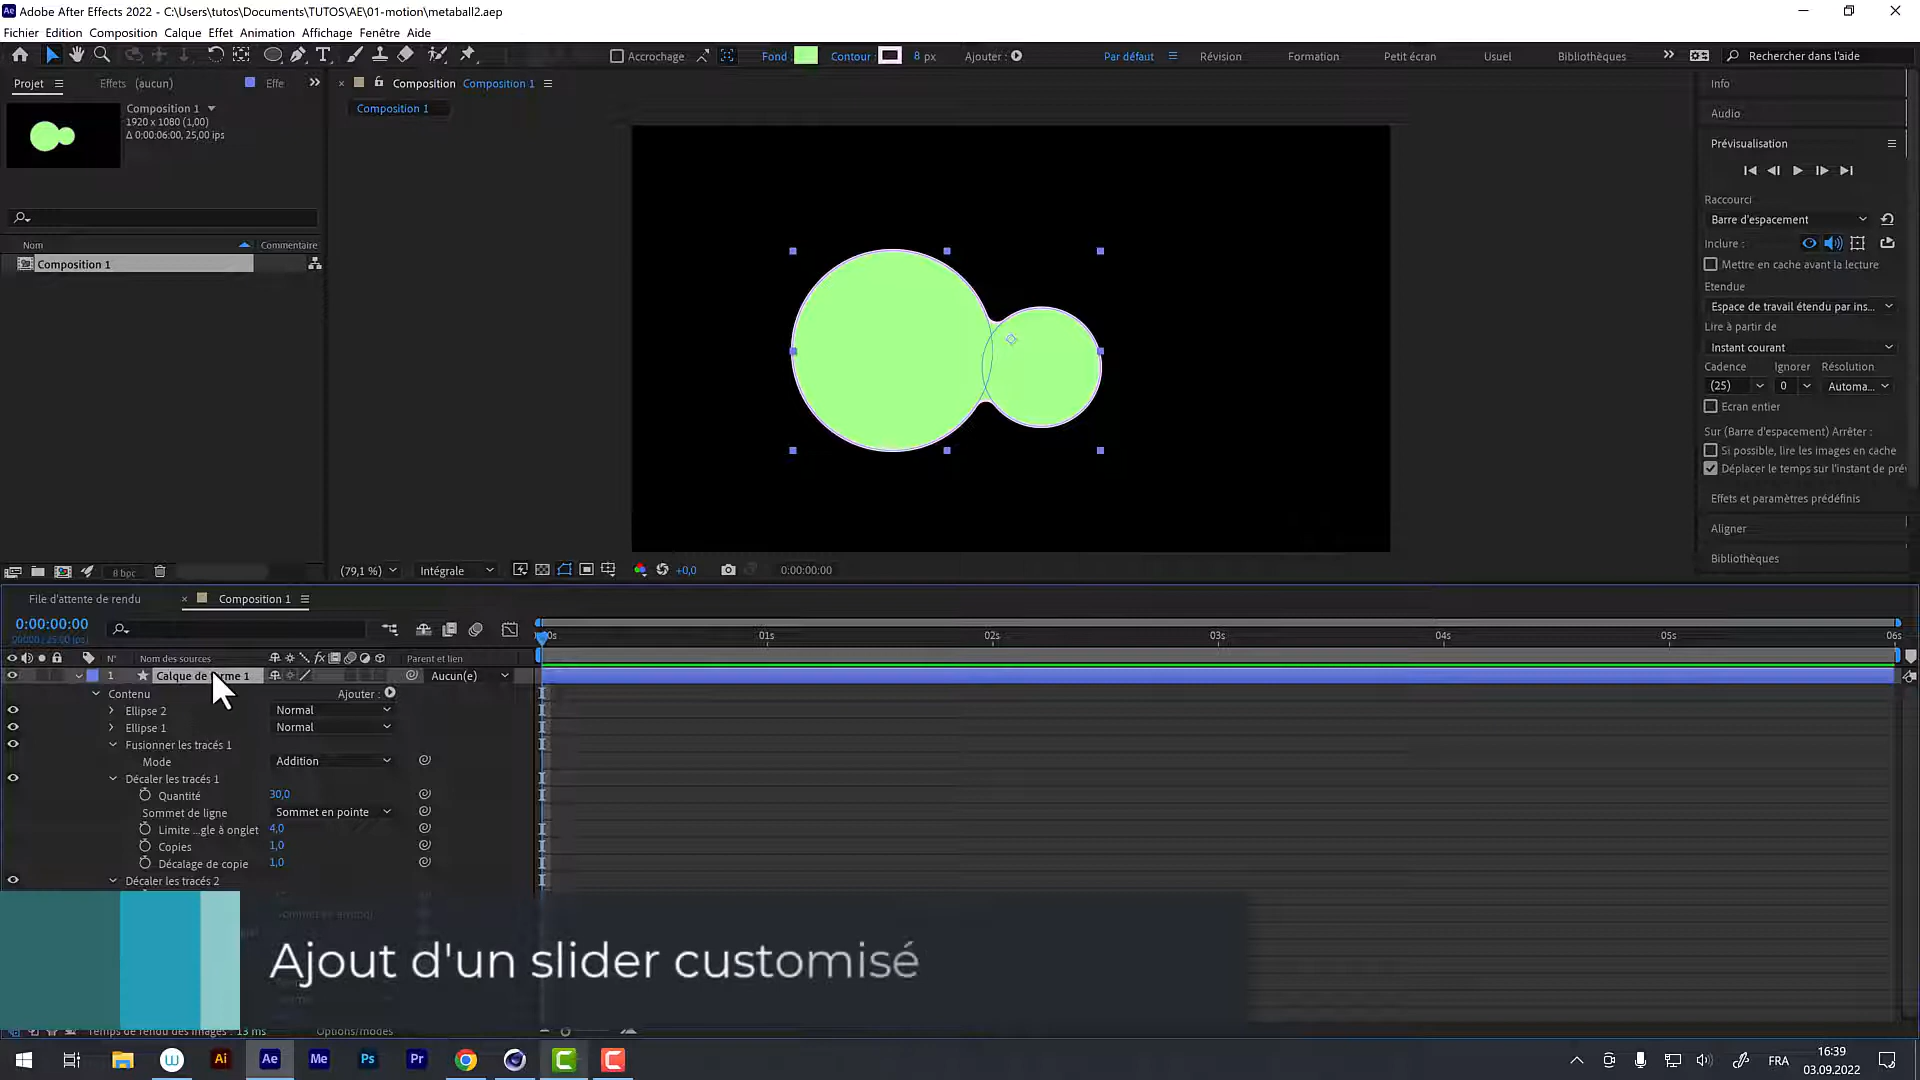 Adobe After Effects 2022 - C:\Users\tutos\Documents\TUTOS\AE\01-motion\metaball2.aep
Fichier Edition Composition Calque Effet Animation Affichage Fenêtre Aide
Accrochage
Fond : Contour : 8 px Ajouter :
Par défaut Révision Formation Petit écran Usuel Bibliothèques
Rechercher dans l'aide
Projet Effets (aucun) Effe
Composition Composition 1
Composition 1
Composition 1
1920 x 1080 (1,00)
Δ 0:00:06:00, 25,00 ips
Nom Commentaire
Composition 1
8 bpc
(79,1 %) Intégrale +0,0 0:00:00:00
Info
Audio
Prévisualisation
Raccourci
Barre d'espacement
Inclure :
Mettre en cache avant la lecture
Etendue
Espace de travail étendu par ins...
Lire à partir de
Instant courant
Cadence Ignorer Résolution
(25) 0 Automa...
Ecran entier
Sur (Barre d'espacement) Arrêter :
Si possible, lire les images en cache
Déplacer le temps sur l'instant de pré
Effets et paramètres prédéfinis
Aligner
Bibliothèques
File d'attente de rendu Composition 1
0:00:00:00
00000 (25.00 ips)
01s 02s 03s 04s 05s 06s
N° Nom des sources Parent et lien
1 Calque de forme 1 Aucun(e)
Contenu Ajouter :
Ellipse 2 Normal
Ellipse 1 Normal
Fusionner les tracés 1
Mode Addition
Décaler les tracés 1
Quantité 30,0
Sommet de ligne Sommet en pointe
Limite ...gle à onglet 4,0
Copies 1,0
Décalage de copie 1,0
Décaler les tracés 2
Ajout d'un slider customisé
Temps de rendu des images : 13 ms Options/modes
Ai Ae Me Ps Pr
FRA
16:39
03.09.2022